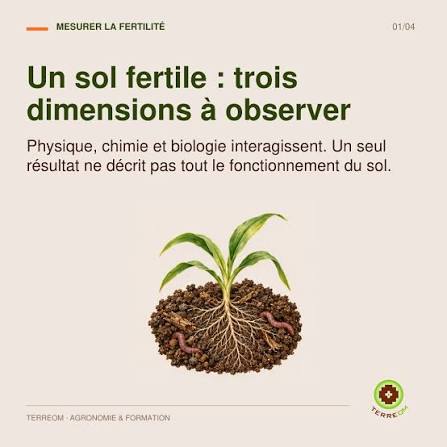 MESURER LA FERTILITÉ
01/04
Un sol fertile : trois
dimensions à observer
Physique, chimie et biologie interagissent. Un seul
résultat ne décrit pas tout le fonctionnement du sol.
TERREOM
TERREOM - AGRONOMIE & FORMATION